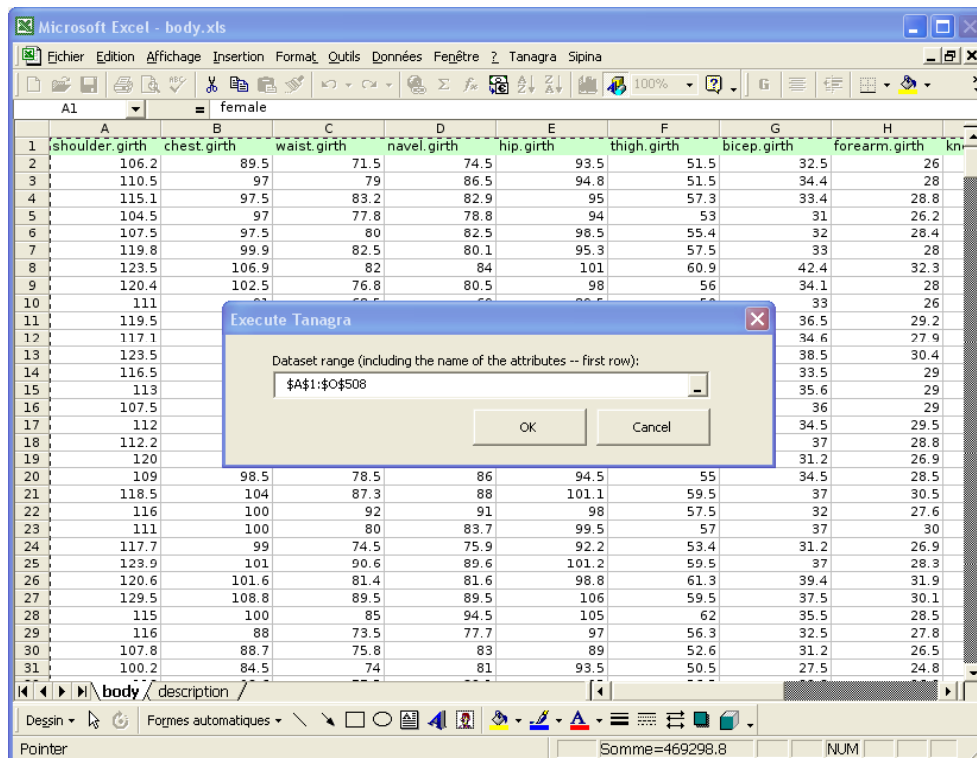 Microsoft Excel - body.xls
Fichier Edition Affichage Insertion Format Outils Données Fenêtre ? Tanagra Sipina
100% ? G
A1 = female
A B C D E F G H
1 shoulder.girth chest.girth waist.girth navel.girth hip.girth thigh.girth bicep.girth forearm.girth
2 106.2 89.5 71.5 74.5 93.5 51.5 32.5 26
3 110.5 97 79 86.5 94.8 51.5 34.4 28
4 115.1 97.5 83.2 82.9 95 57.3 33.4 28.8
5 104.5 97 77.8 78.8 94 53 31 26.2
6 107.5 97.5 80 82.5 98.5 55.4 32 28.4
7 119.8 99.9 82.5 80.1 95.3 57.5 33 28
8 123.5 106.9 82 84 101 60.9 42.4 32.3
9 120.4 102.5 76.8 80.5 98 56 34.1 28
10 111 33 26
11 119.5 36.5 29.2
12 117.1 34.6 27.9
13 123.5 38.5 30.4
14 116.5 33.5 29
15 113 35.6 29
16 107.5 36 29
17 112 34.5 29.5
18 112.2 37 28.8
19 120 31.2 26.9
Execute Tanagra
Dataset range (including the name of the attributes -- first row):
$A$1:$O$508
OK Cancel
20 109 98.5 78.5 86 94.5 55 34.5 28.5
21 118.5 104 87.3 88 101.1 59.5 37 30.5
22 116 100 92 91 98 57.5 32 27.6
23 111 100 80 83.7 99.5 57 37 30
24 117.7 99 74.5 75.9 92.2 53.4 31.2 26.9
25 123.9 101 90.6 89.6 101.2 59.5 37 28.3
26 120.6 101.6 81.4 81.6 98.8 61.3 39.4 31.9
27 129.5 108.8 89.5 89.5 106 59.5 37.5 30.1
28 115 100 85 94.5 105 62 35.5 28.5
29 116 88 73.5 77.7 97 56.3 32.5 27.8
30 107.8 88.7 75.8 83 89 52.6 31.2 26.5
31 100.2 84.5 74 81 93.5 50.5 27.5 24.8
body description
Dessin Formes automatiques
Pointer Somme=469298.8 NUM